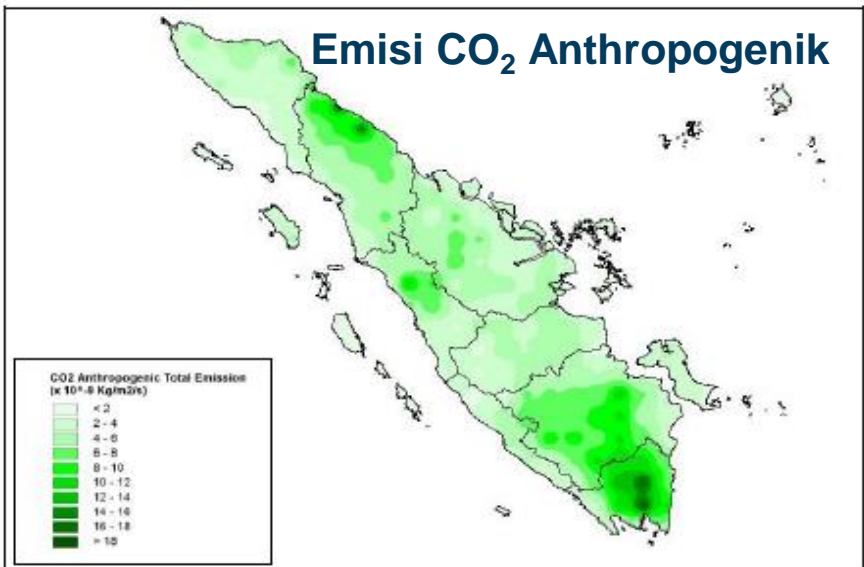 Emisi CO₂ Anthropogenik
CO2 Anthropogenic Total Emission
(x 10^-9 Kg/m2/s)
< 2
2 - 4
4 - 6
6 - 8
8 - 10
10 - 12
12 - 14
14 - 16
16 - 18
> 18